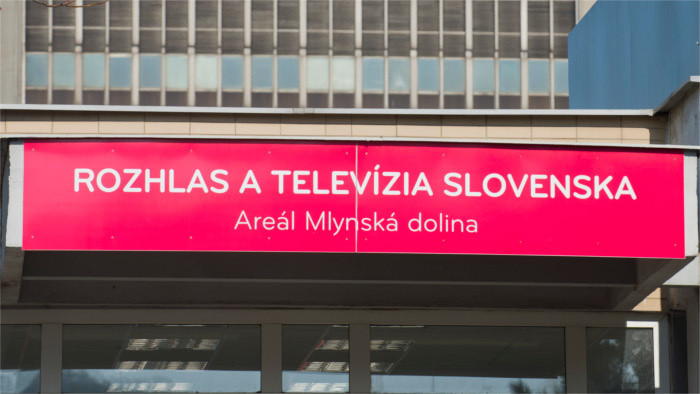 ROZHLAS A TELEVÍZIA SLOVENSKA
Areál Mlynská dolina